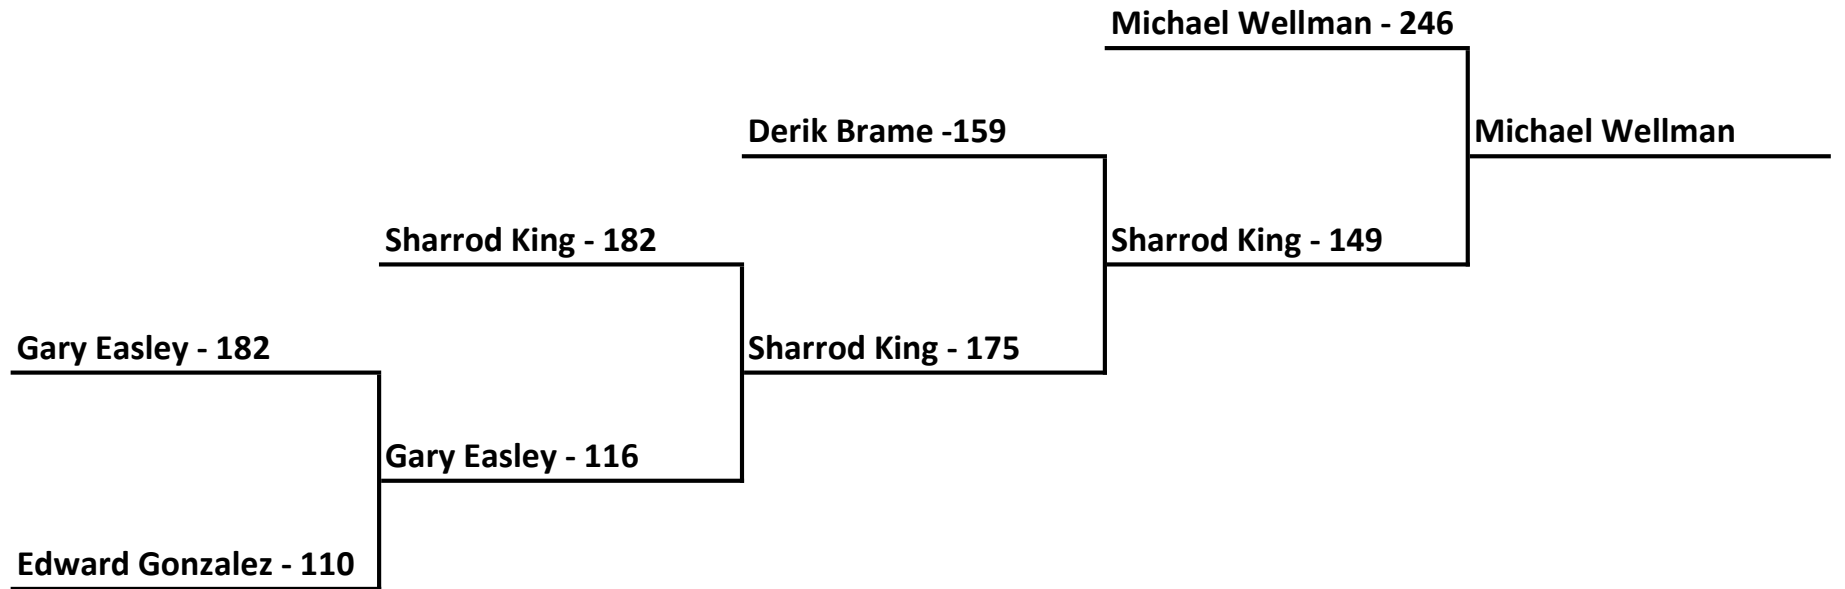 Michael Wellman - 246
Derik Brame -159
Michael Wellman
Sharrod King - 182
Sharrod King - 149
Gary Easley - 182
Sharrod King - 175
Gary Easley - 116
Edward Gonzalez - 110